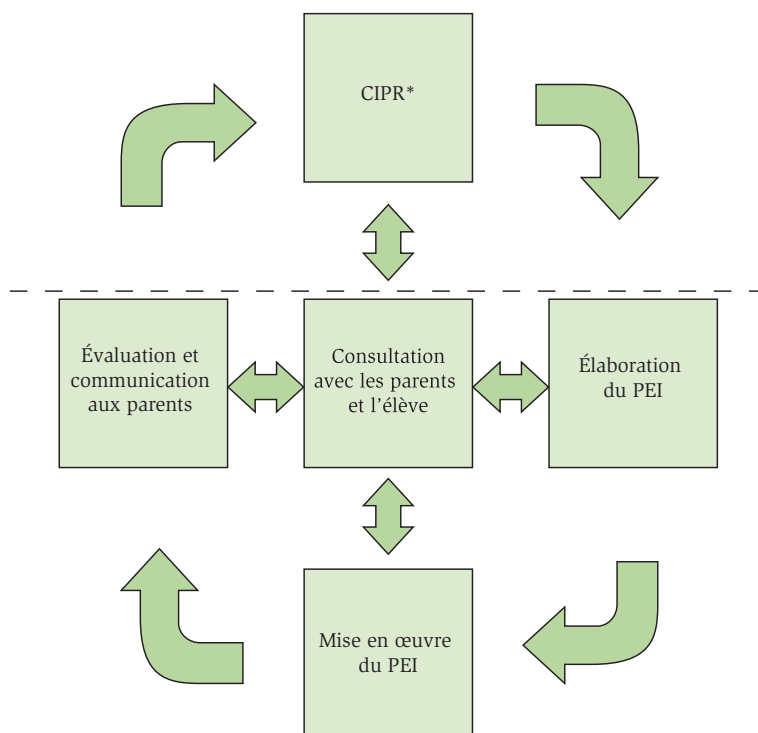 CIPR*
Évaluation et
communication
aux parents
Consultation
avec les parents
et l'élève
Élaboration
du PEI
Mise en œuvre
du PEI